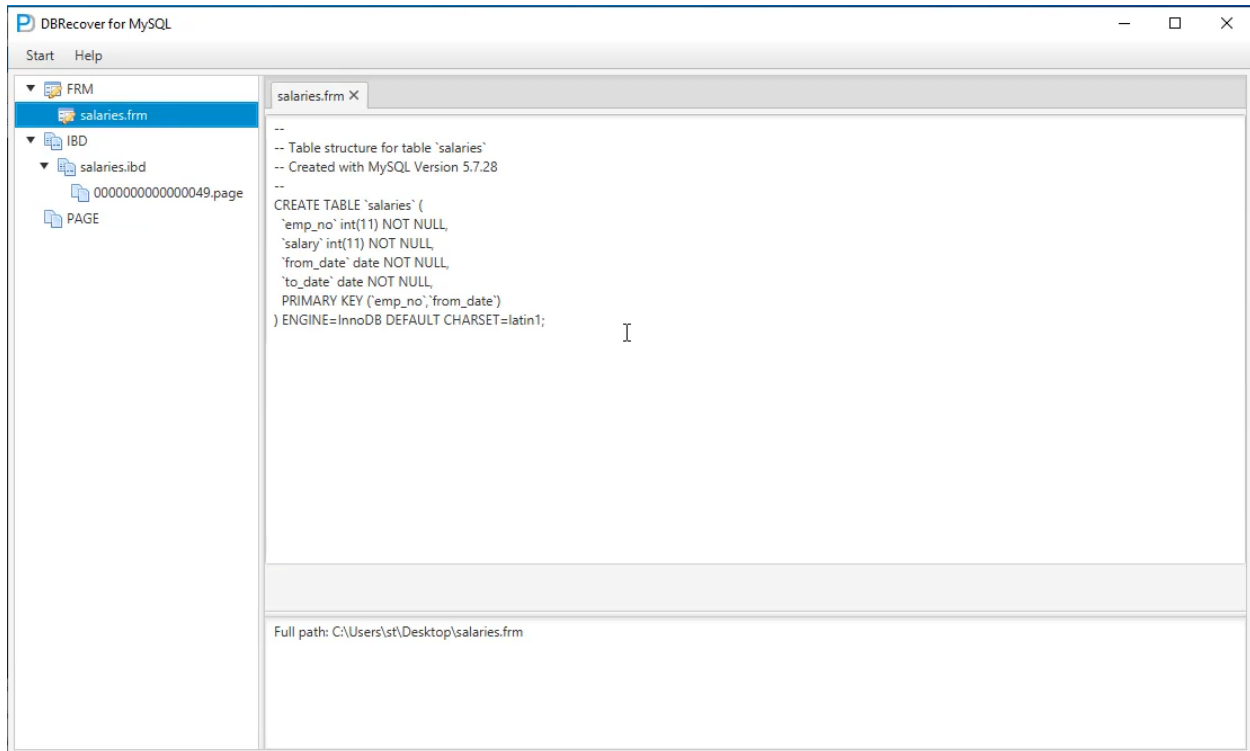 DBRecover for MySQL
Start Help
FRM
salaries.frm
IBD
salaries.ibd
0000000000000049.page
PAGE
salaries.frm
--
-- Table structure for table `salaries`
-- Created with MySQL Version 5.7.28
--
CREATE TABLE `salaries` (
`emp_no` int(11) NOT NULL,
`salary` int(11) NOT NULL,
`from_date` date NOT NULL,
`to_date` date NOT NULL,
PRIMARY KEY (`emp_no`,`from_date`)
) ENGINE=InnoDB DEFAULT CHARSET=latin1;
Full path: C:\Users\st\Desktop\salaries.frm